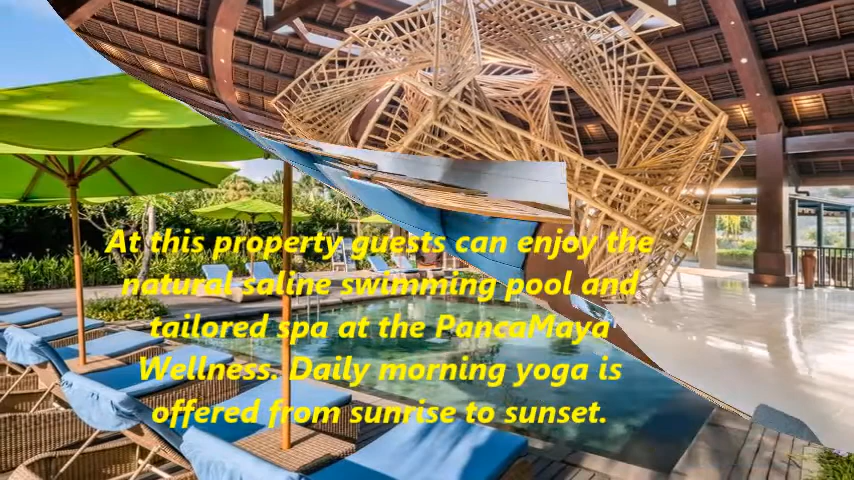 At this property guests can enjoy the
natural saline swimming pool and
tailored spa at the PancaMaya
Wellness. Daily morning yoga is
offered from sunrise to sunset.